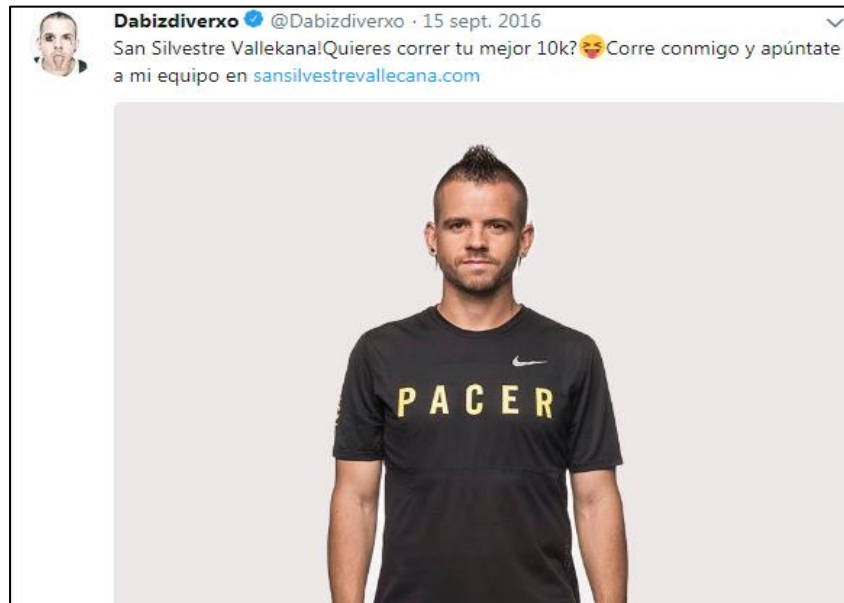 Dabizdiverxo @Dabizdiverxo · 15 sept. 2016
San Silvestre Vallekana!Quieres correr tu mejor 10k?😝Corre conmigo y apúntate
a mi equipo en sansilvestrevallecana.com
PACER